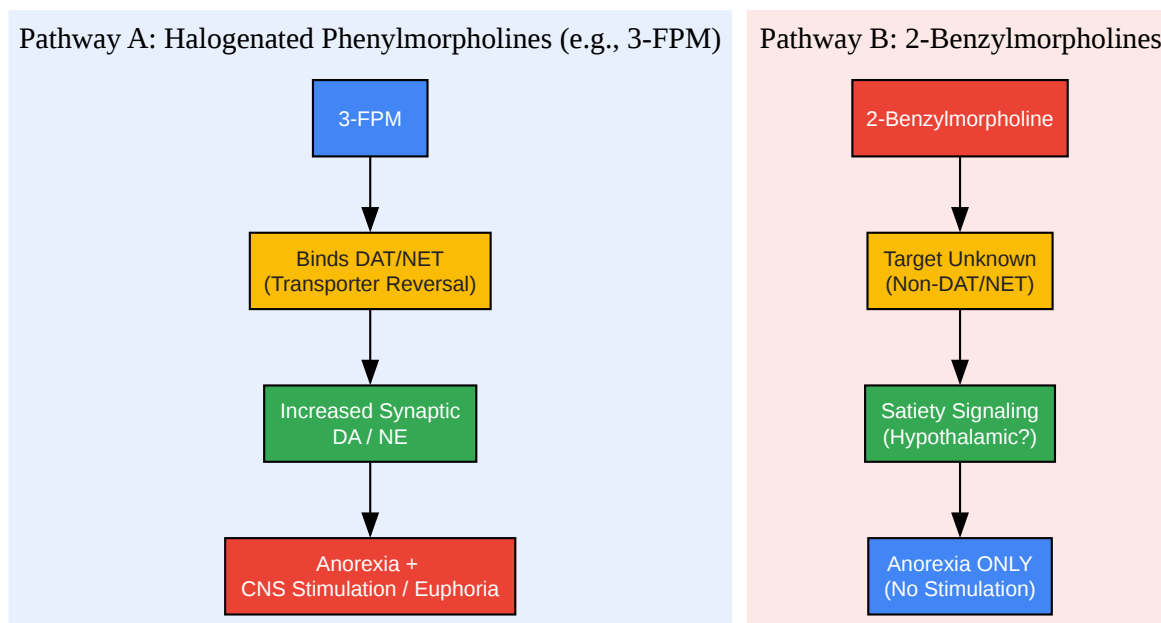 Pathway A: Halogenated Phenylmorpholines (e.g., 3-FPM)
3-FPM
Binds DAT/NET
(Transporter Reversal)
Increased Synaptic
DA / NE
Anorexia +
CNS Stimulation / Euphoria
Pathway B: 2-Benzylmorpholines
2-Benzylmorpholine
Target Unknown
(Non-DAT/NET)
Satiety Signaling
(Hypothalamic?)
Anorexia ONLY
(No Stimulation)